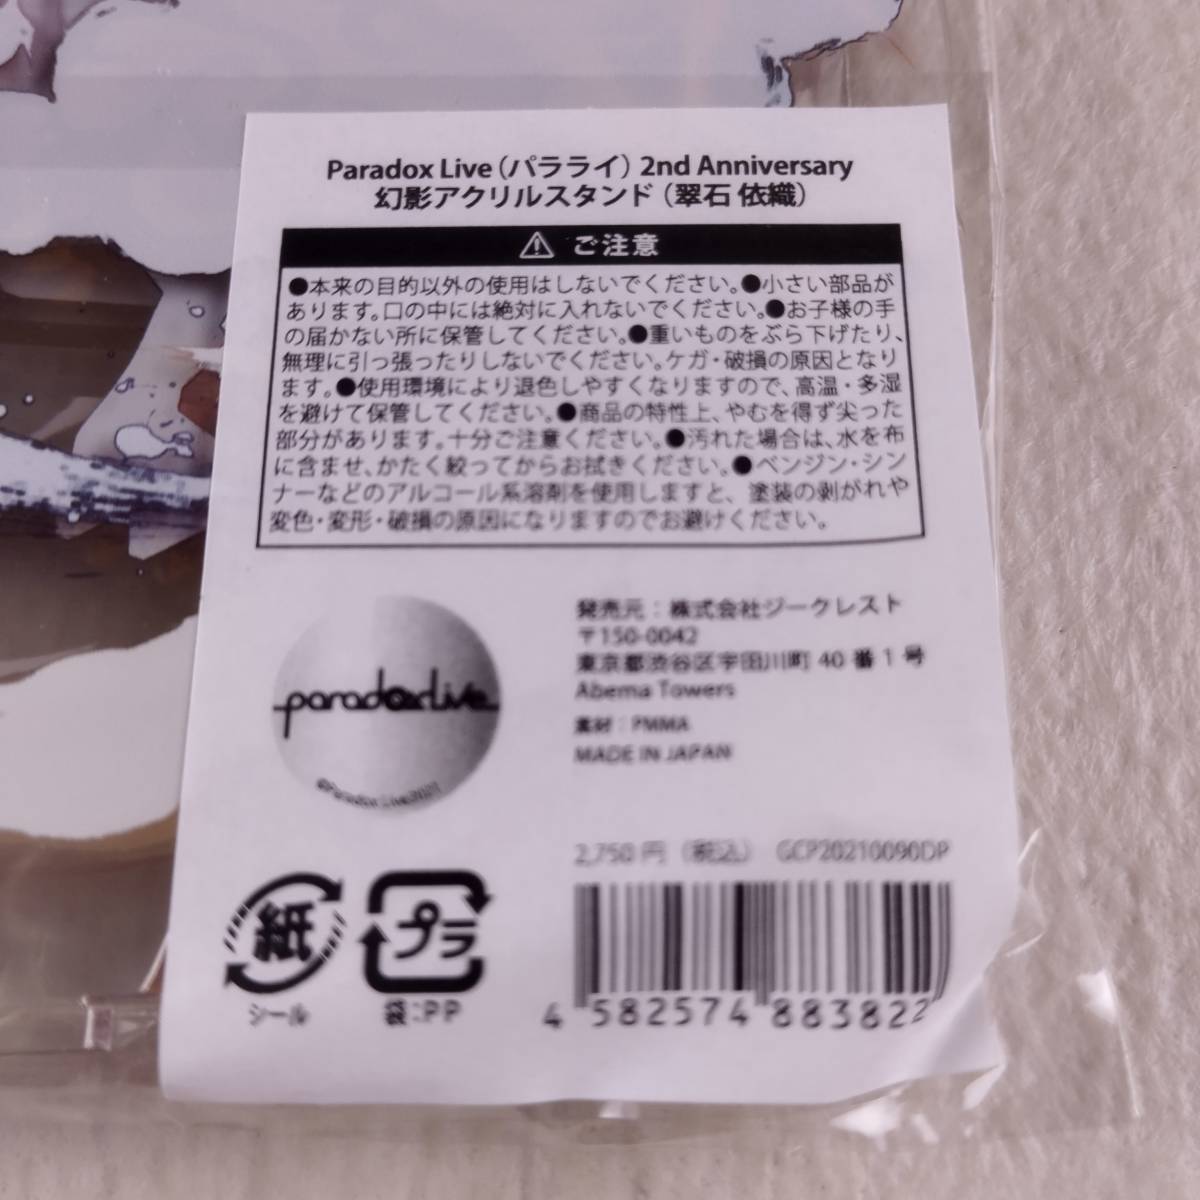 Paradox Live（パラライ）2nd Anniversary
幻影アクリルスタンド（翠石 依織）
ご注意
●本来の目的以外の使用はしないでください。●小さい部品が
あります。口の中には絶対に入れないでください。●お子様の手
の届かない所に保管してください。●重いものをぶら下げたり、
無理に引っ張ったりしないでください。ケガ・破損の原因となり
ます。●使用環境により退色しやすくなりますので、高温・多湿
を避けて保管してください。●商品の特性上、やむを得ず尖った
部分があります。十分ご注意ください。●汚れた場合は、水を布
に含ませ、かたく絞ってからお拭きください。●ベンジン・シン
ナーなどのアルコール系溶剤を使用しますと、塗装の剥がれや
変色・変形・破損の原因になりますのでお避けください。
発売元：株式会社ジークレスト
〒150-0042
東京都渋谷区宇田川町 40 番 1 号
Abema Towers
素材：PMMA
MADE IN JAPAN
paradoxlive
©Paradox Live2021
2,750 円（税込） GCP20210090DP
紙
シール
プラ
袋：PP
4 582574 883822